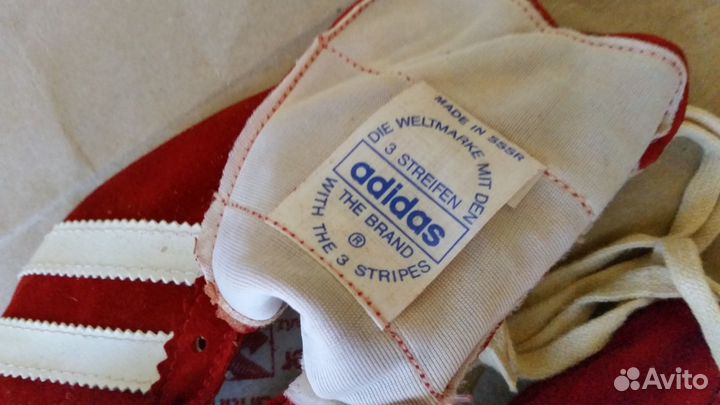 MADE IN SSSR
DIE WELTMARKE MIT DEN
3 STREIFEN
adidas
THE BRAND
®
WITH THE 3 STRIPES
Avito